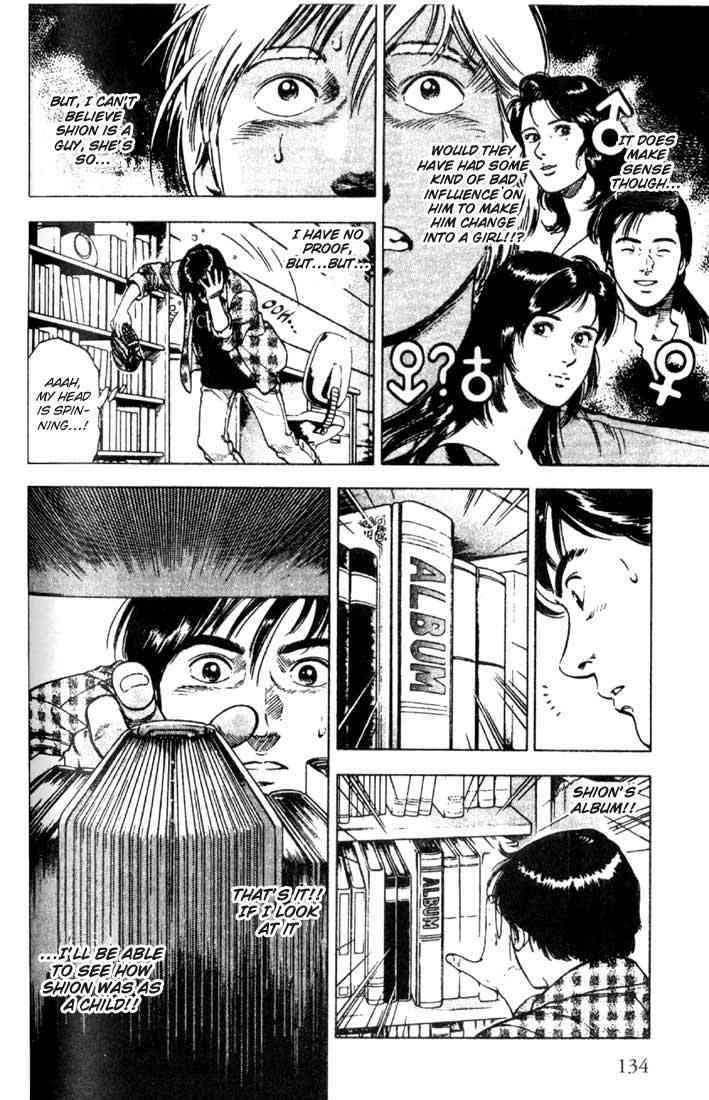 IT DOES
MAKE
SENSE
THOUGH...
WOULD THEY
HAVE HAD SOME
KIND OF BAD
INFLUENCE ON
HIM TO MAKE
HIM CHANGE
INTO A GIRL!!?
?
BUT, I CAN'T
BELIEVE
SHION IS A
GUY, SHE'S
SO...
I HAVE NO
PROOF,
BUT...BUT...
OOH...
AAAH,
MY HEAD
IS SPIN-
NING...!
ALBUM
SHION'S
ALBUM!!
ALBUM
THAT'S IT!!
IF I LOOK
AT IT
...I'LL BE ABLE
TO SEE HOW
SHION WAS AS
A CHILD!!
134